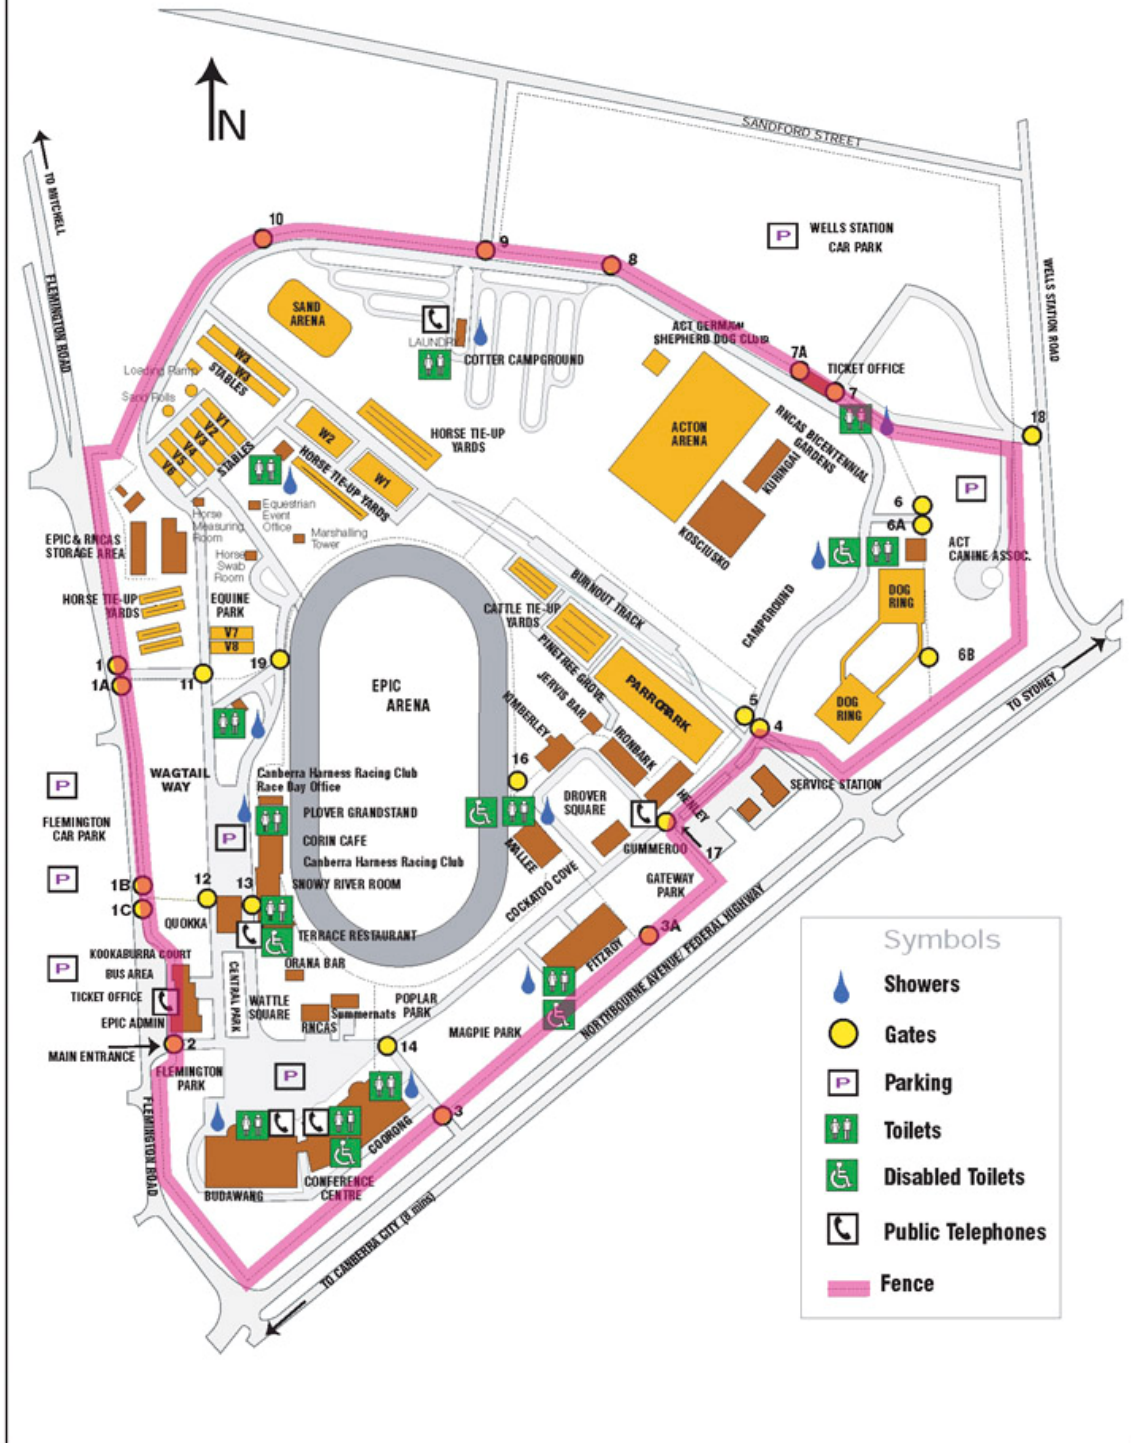 SANDFORD STREET
N
TO MITCHELL
10
9
8
P
WELLS STATION
CAR PARK
FLEMINGTON ROAD
WELLS STATION ROAD
SAND
ARENA
LAUNDRY
COTTER CAMPGROUND
ACT GERMAN
SHEPHERD DOG CLUB
7A
TICKET OFFICE
7
18
W3
W3
STABLES
Loading Ramp
Sand Rolls
V1
V2
V3
V4
V5
V6
STABLES
W2
W1
HORSE TIE-UP
YARDS
HORSE TIE-UP YARDS
ACTON
ARENA
RNCAS BICENTENNIAL
GARDENS
KURINGAI
KOSCIUSKO
P
6
6A
ACT
CANINE ASSOC.
Horse
Measuring
Room
Equestrian
Event
Office
Marshalling
Tower
EPIC & RNCAS
STORAGE AREA
Horse
Swab
Room
HORSE TIE-UP
YARDS
EQUINE
PARK
V7
V8
BURNOUT TRACK
CATTLE TIE-UP
YARDS
DOG
RING
CAMPGROUND
1
1A
11
19
EPIC
ARENA
PINETREE GROVE
PARROT PARK
JERVIS BAR
KIMBERLEY
IRONBARK
6B
DOG
RING
TO SYDNEY
5
4
16
WAGTAIL
WAY
P
FLEMINGTON
CAR PARK
P
P
Canberra Harness Racing Club
Race Day Office
PLOVER GRANDSTAND
CORIN CAFE
Canberra Harness Racing Club
SNOWY RIVER ROOM
DROVER
SQUARE
HENLEY
SERVICE STATION
MALLEE
GUMMEROO
17
GATEWAY
PARK
COCKATOO COVE
1B
1C
12
13
QUOKKA
TERRACE RESTAURANT
ORANA BAR
3A
FITZROY
NORTHBOURNE AVENUE/ FEDERAL HIGHWAY
KOOKABURRA COURT
P
BUS AREA
TICKET OFFICE
EPIC ADMIN
MAIN ENTRANCE
2
CENTRAL PARK
WATTLE
SQUARE
RNCAS
Summernats
POPLAR
PARK
MAGPIE PARK
14
FLEMINGTON
PARK
P
FLEMINGTON ROAD
3
COORONG
BUDAWANG
CONFERENCE
CENTRE
TO CANBERRA CITY (8 mins)
Symbols
Showers
Gates
P
Parking
Toilets
Disabled Toilets
Public Telephones
Fence